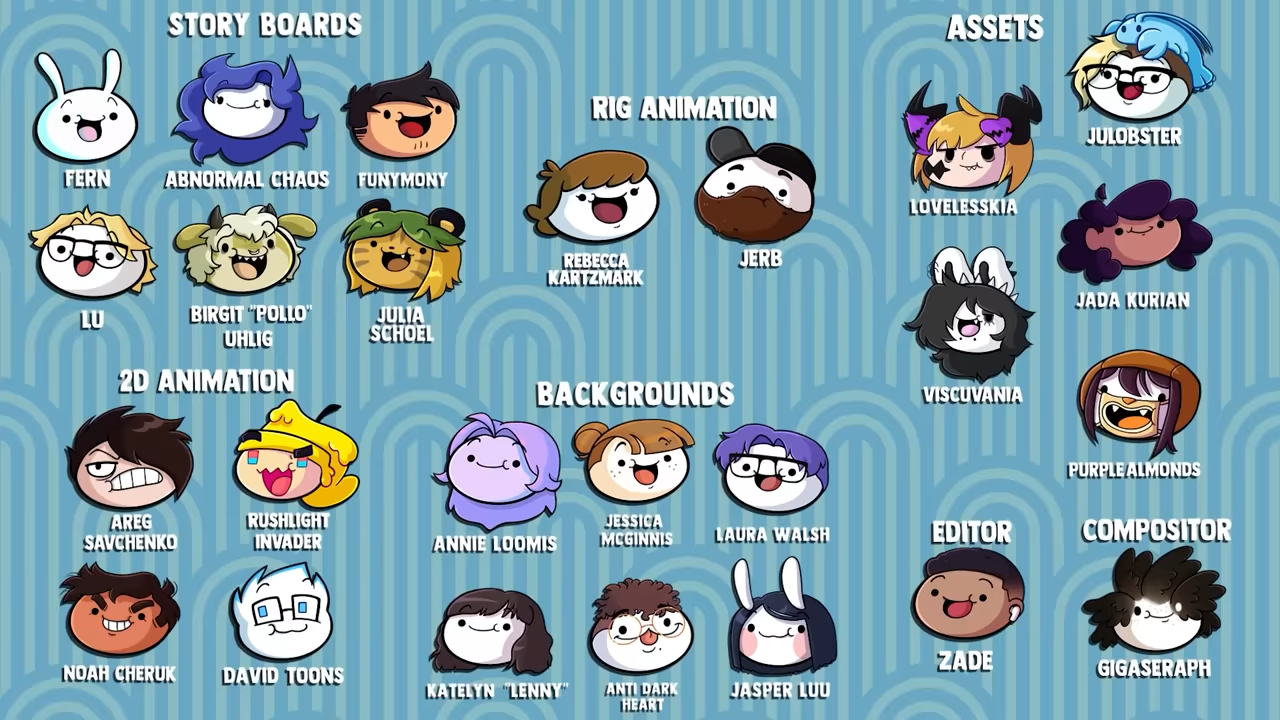 STORY BOARDS
FERN
ABNORMAL CHAOS
FUNYMONY
LU
BIRGIT "POLLO"
UHLIG
JULIA
SCHOEL
2D ANIMATION
AREG
SAVCHENKO
RUSHLIGHT
INVADER
NOAH CHERUK
DAVID TOONS
RIG ANIMATION
REBECCA
KARTZMARK
JERB
BACKGROUNDS
ANNIE LOOMIS
JESSICA
MCGINNIS
LAURA WALSH
KATELYN "LENNY"
ANTI DARK
HEART
JASPER LUU
ASSETS
JULOBSTER
LOVELESSKIA
JADA KURIAN
VISCUVANIA
PURPLEALMONDS
EDITOR
ZADE
COMPOSITOR
GIGASERAPH